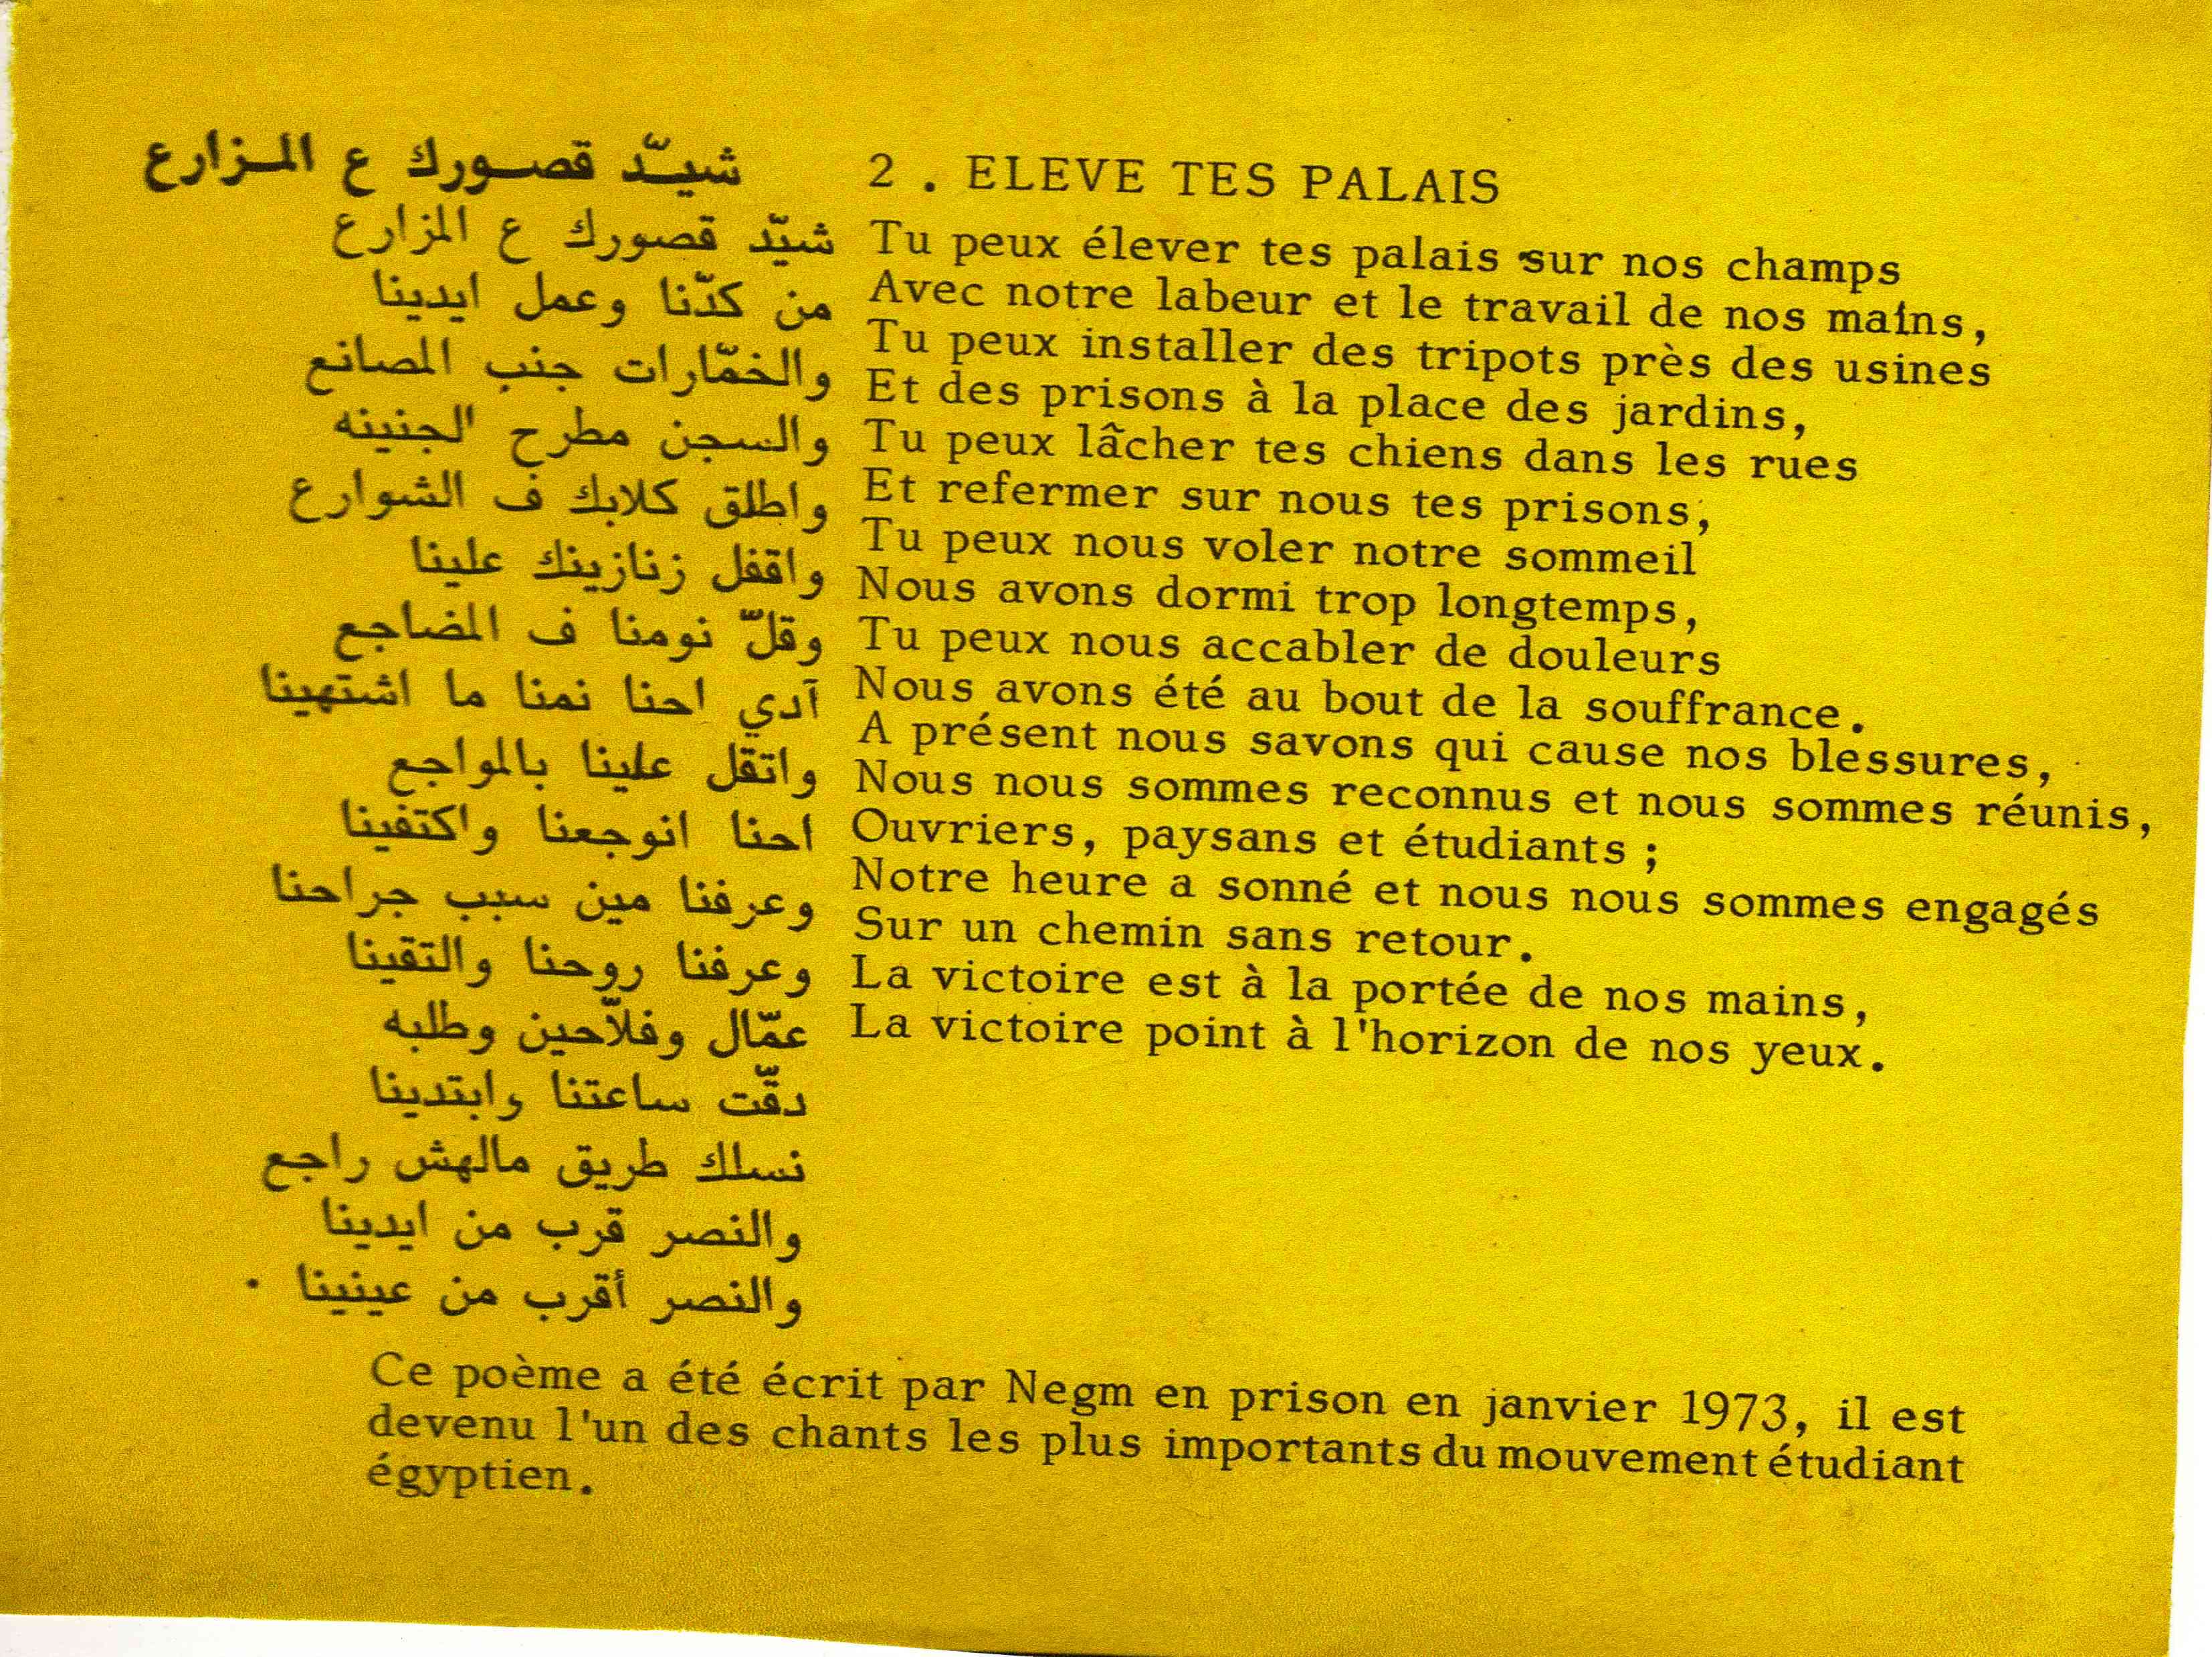 شيّد قصورك ع المزارع
شيّد قصورك ع المزارع
من كدّنا وعمل ايدينا
والخمّارات جنب المصانع
والسجن مطرح الجنينه
واطلق كلابك ف الشوارع
واقفل زنازينك علينا
وقلّ نومنا ف المضاجع
آدي احنا نمنا ما اشتهينا
واتقل علينا بالمواجع
احنا انوجعنا واكتفينا
وعرفنا مين سبب جراحنا
وعرفنا روحنا والتقينا
عمّال وفلاّحين وطلبه
دقّت ساعتنا وابتدينا
نسلك طريق مالهش راجع
والنصر قرب من ايدينا
والنصر أقرب من عينينا .
2 . ELEVE TES PALAIS
Tu peux élever tes palais sur nos champs
Avec notre labeur et le travail de nos mains,
Tu peux installer des tripots près des usines
Et des prisons à la place des jardins,
Tu peux lâcher tes chiens dans les rues
Et refermer sur nous tes prisons,
Tu peux nous voler notre sommeil
Nous avons dormi trop longtemps,
Tu peux nous accabler de douleurs
Nous avons été au bout de la souffrance.
A présent nous savons qui cause nos blessures,
Nous nous sommes reconnus et nous sommes réunis,
Ouvriers, paysans et étudiants ;
Notre heure a sonné et nous nous sommes engagés
Sur un chemin sans retour.
La victoire est à la portée de nos mains,
La victoire point à l'horizon de nos yeux.
Ce poème a été écrit par Negm en prison en janvier 1973, il est
devenu l'un des chants les plus importants du mouvement étudiant
égyptien.